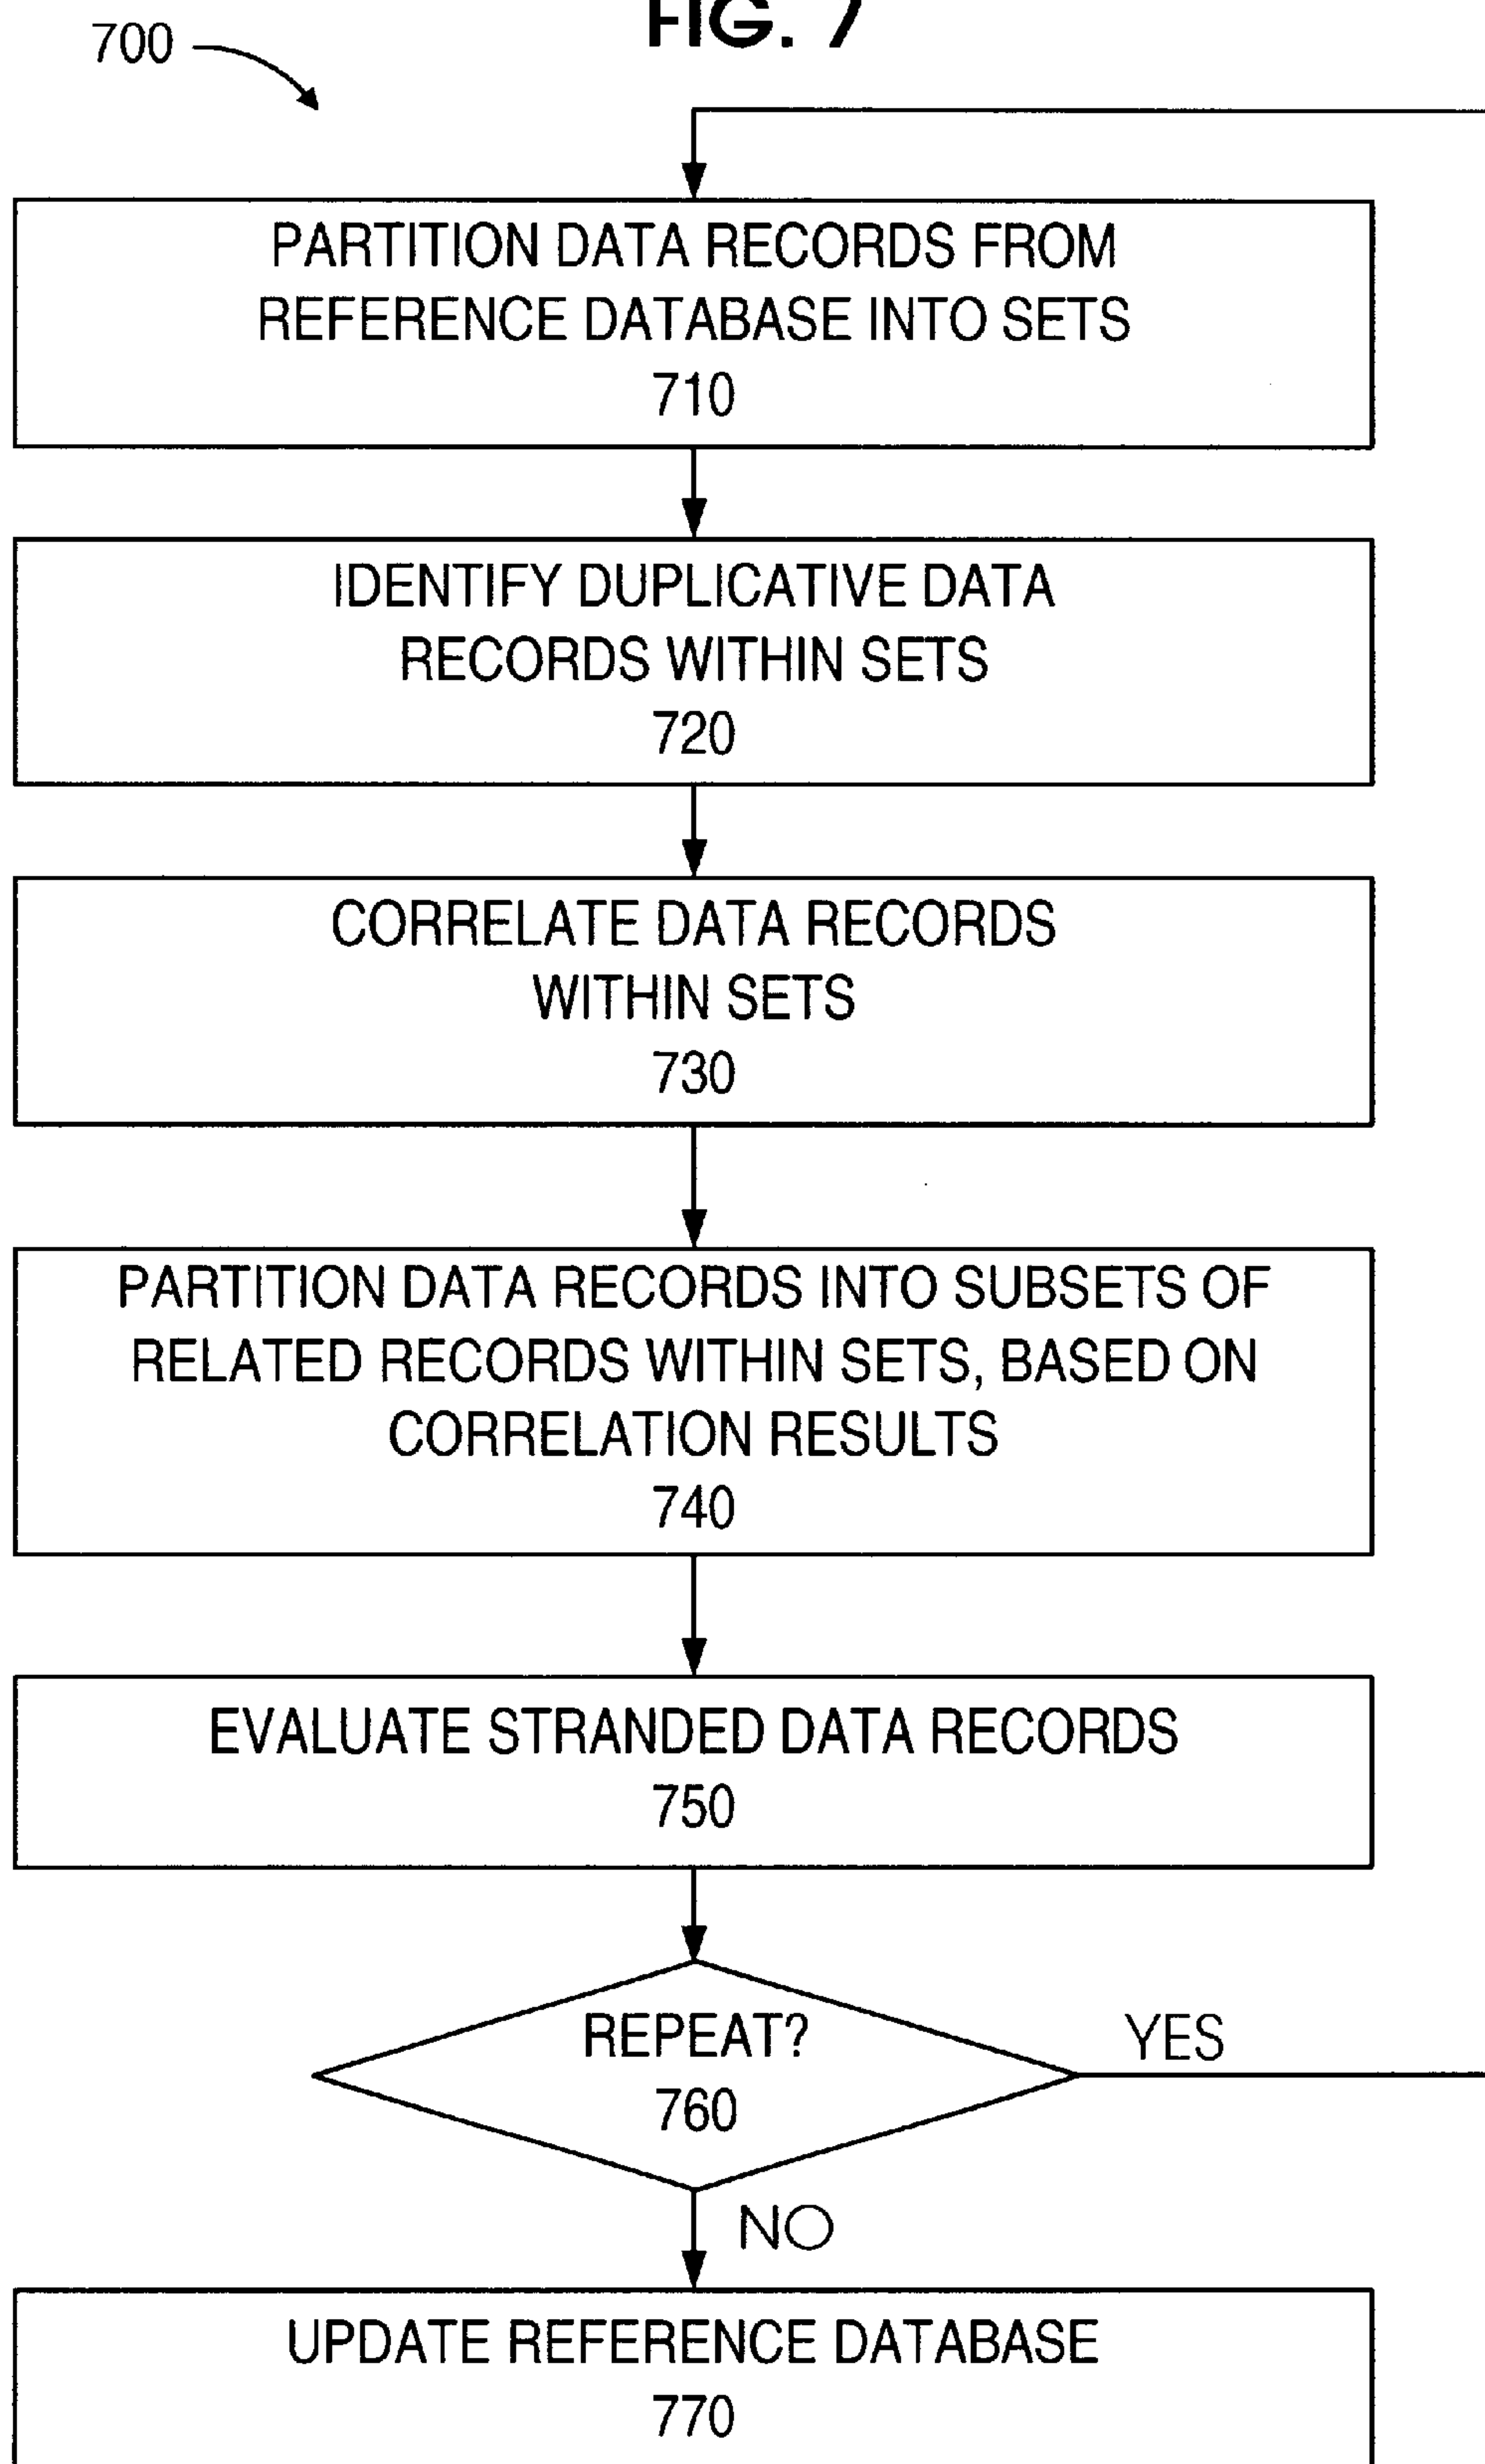 FIG. 7
700
PARTITION DATA RECORDS FROM
REFERENCE DATABASE INTO SETS
710
IDENTIFY DUPLICATIVE DATA
RECORDS WITHIN SETS
720
CORRELATE DATA RECORDS
WITHIN SETS
730
PARTITION DATA RECORDS INTO SUBSETS OF
RELATED RECORDS WITHIN SETS, BASED ON
CORRELATION RESULTS
740
EVALUATE STRANDED DATA RECORDS
750
REPEAT?
760
YES
NO
UPDATE REFERENCE DATABASE
770